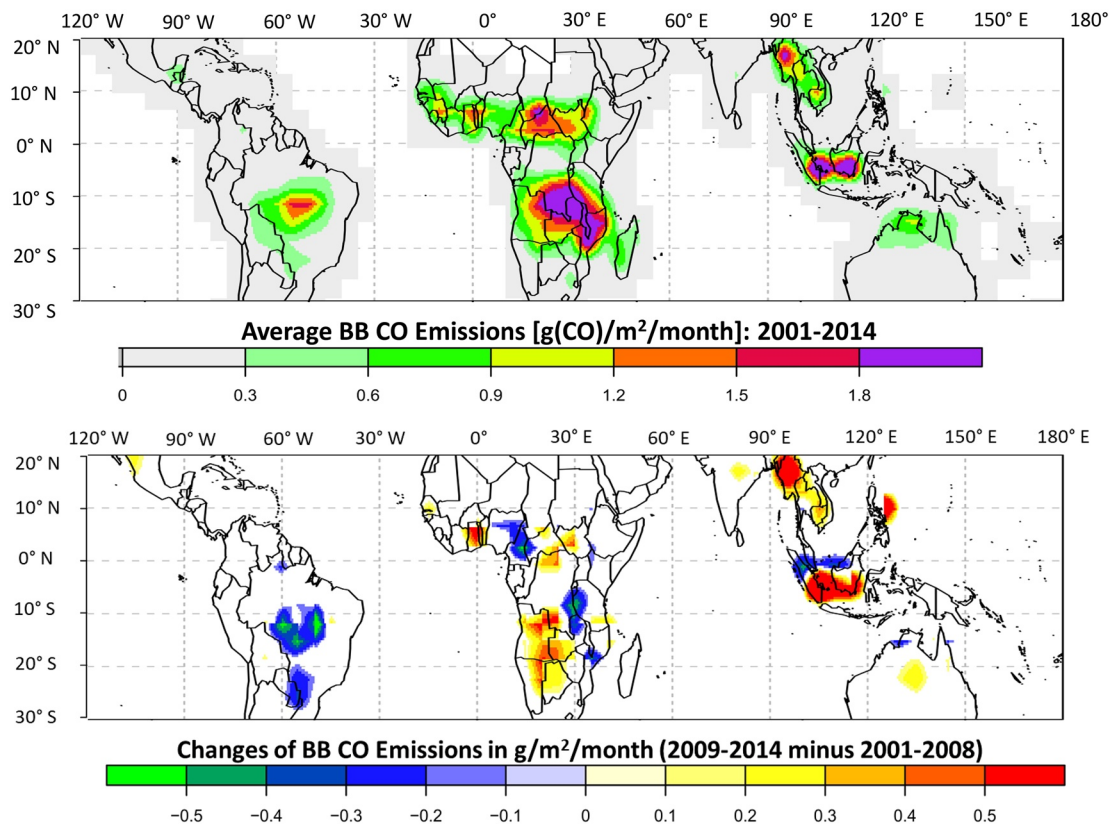 120° W 90° W 60° W 30° W 0° 30° E 60° E 90 E 120° E 150° E 180°
20° N
10° N
0° N
10° S
20° S
30° S
Average BB CO Emissions [g(CO)/m²/month]: 2001-2014
0 0.3 0.6 0.9 1.2 1.5 1.8
120° W 90° W 60° W 30° W 0° 30° E 60° E 90° E 120° E 150° E 180° E
20° N
10° N
0° N
10° S
20° S
30° S
Changes of BB CO Emissions in g/m²/month (2009-2014 minus 2001-2008)
−0.5 −0.4 −0.3 −0.2 −0.1 0 0.1 0.2 0.3 0.4 0.5